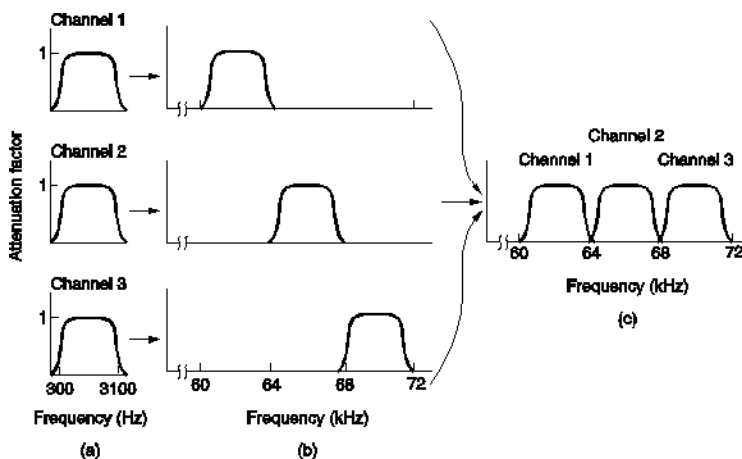 Channel 1
1
Channel 2
1
Channel 3
1
Attenuation factor
300 3100
Frequency (Hz)
(a)
60 64 68 72
Frequency (kHz)
(b)
Channel 2
Channel 1 Channel 3
60 64 68 72
Frequency (kHz)
(c)